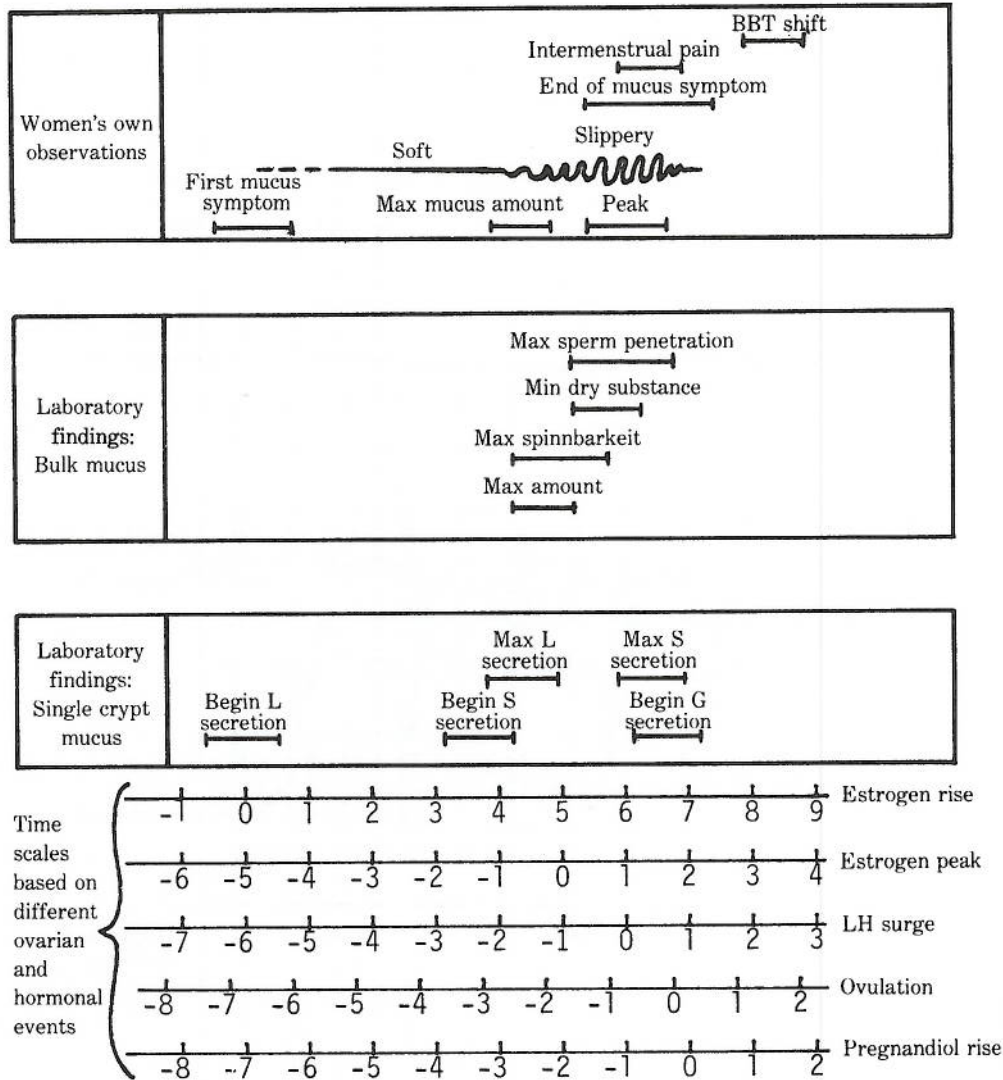 BBT shift
Intermenstrual pain
End of mucus symptom
Women's own
observations
Slippery
Soft
First mucus
symptom
Max mucus amount
Peak
Max sperm penetration
Min dry substance
Laboratory
findings:
Bulk mucus
Max spinnbarkeit
Max amount
Laboratory
findings:
Single crypt
mucus
Max L
secretion
Max S
secretion
Begin L
secretion
Begin S
secretion
Begin G
secretion
Time
scales
based on
different
ovarian
and
hormonal
events
-1 0 1 2 3 4 5 6 7 8 9 Estrogen rise
-6 -5 -4 -3 -2 -1 0 1 2 3 4 Estrogen peak
-7 -6 -5 -4 -3 -2 -1 0 1 2 3 LH surge
-8 -7 -6 -5 -4 -3 -2 -1 0 1 2 Ovulation
-8 -7 -6 -5 -4 -3 -2 -1 0 1 2 Pregnandiol rise